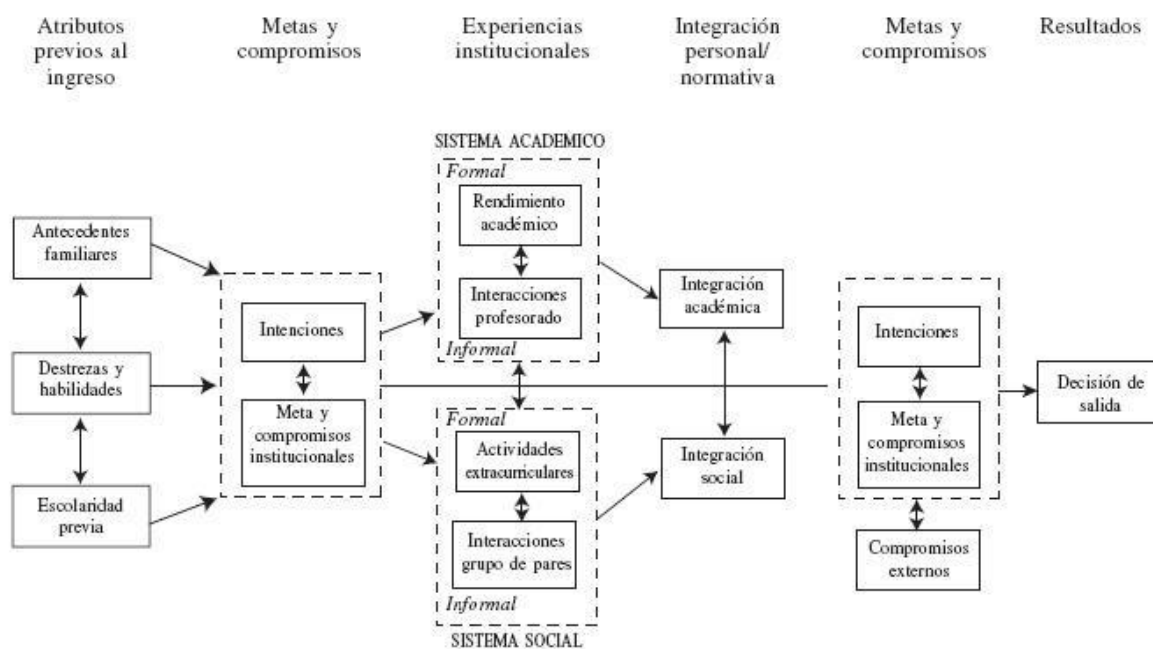 Atributos
previos al
ingreso
Metas y
compromisos
Experiencias
institucionales
Integración
personal/
normativa
Metas y
compromisos
Resultados
Antecedentes
familiares
Destrezas y
habilidades
Escolaridad
previa
Intenciones
Meta y
compromisos
institucionales
SISTEMA ACADEMICO
Formal
Rendimiento
académico
Interacciones
profesorado
Informal
Formal
Actividades
extracurriculares
Interacciones
grupo de pares
Informal
SISTEMA SOCIAL
Integración
académica
Integración
social
Intenciones
Meta y
compromisos
institucionales
Compromisos
externos
Decisión de
salida